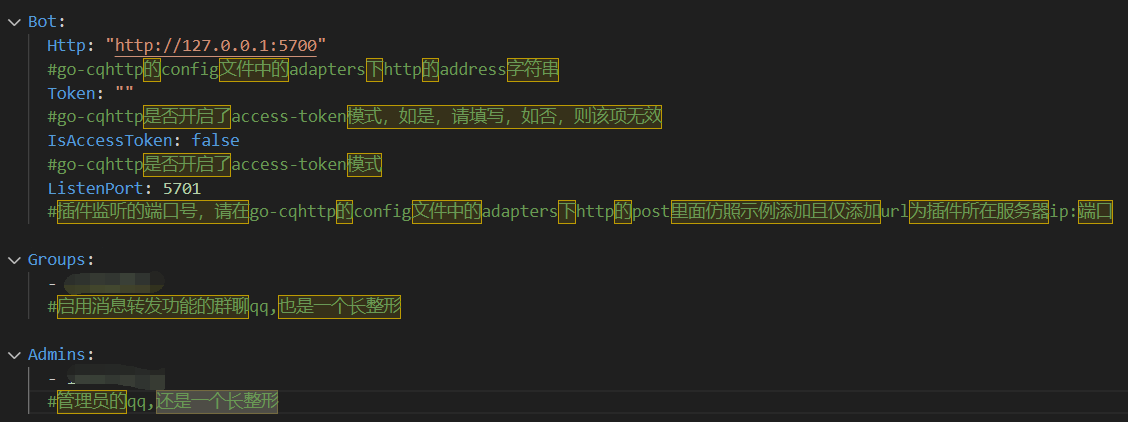 Bot:
Http: "http://127.0.0.1:5700"
#go-cqhttp的config文件中的adapters下http的address字符串
Token: ""
#go-cqhttp是否开启了access-token模式，如是，请填写，如否，则该项无效
IsAccessToken: false
#go-cqhttp是否开启了access-token模式
ListenPort: 5701
#插件监听的端口号，请在go-cqhttp的config文件中的adapters下http的post里面仿照示例添加且仅添加url为插件所在服务器ip:端口
Groups:
-
#启用消息转发功能的群聊qq,也是一个长整形
Admins:
-
#管理员的qq,还是一个长整形